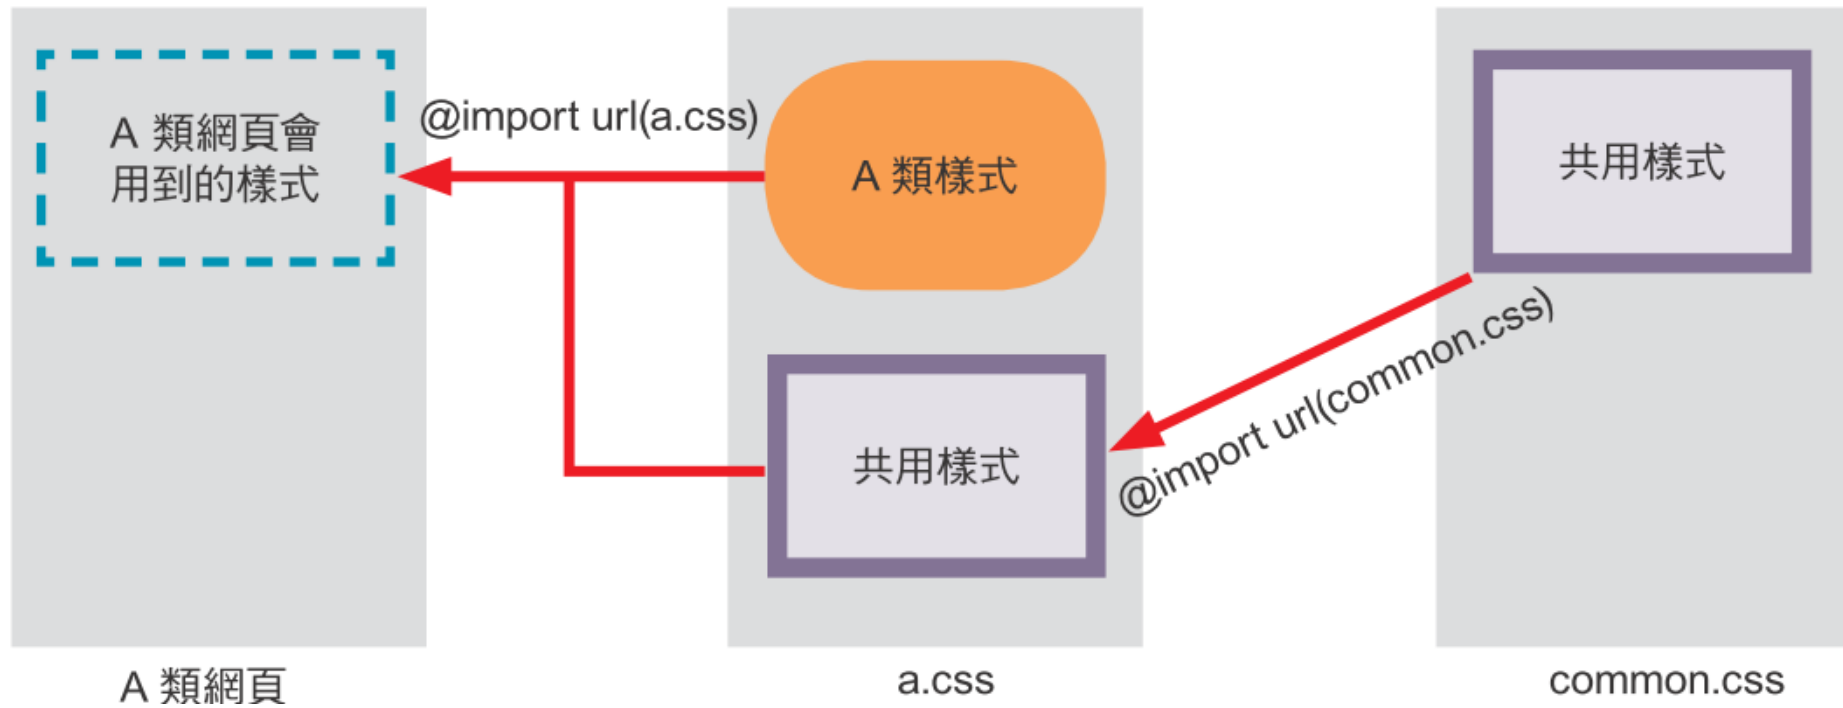 A 類網頁會
用到的樣式
@import url(a.css)
A 類樣式
共用樣式
共用樣式
@import url(common.css)
A 類網頁
a.css
common.css